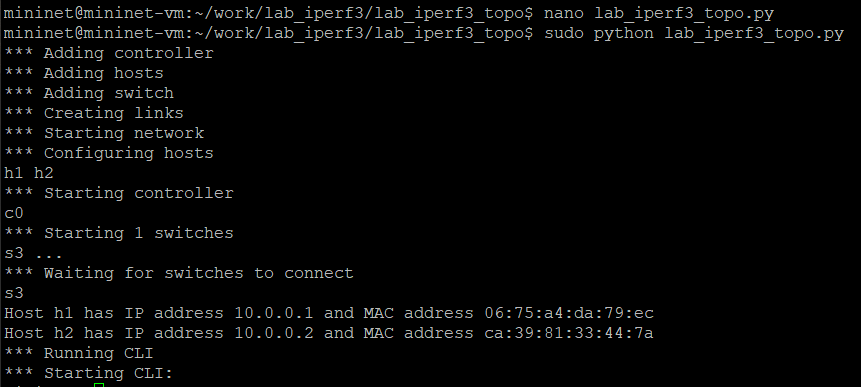 mininet@mininet-vm:~/work/lab_iperf3/lab_iperf3_topo$ nano lab_iperf3_topo.py
mininet@mininet-vm:~/work/lab_iperf3/lab_iperf3_topo$ sudo python lab_iperf3_topo.py
*** Adding controller
*** Adding hosts
*** Adding switch
*** Creating links
*** Starting network
*** Configuring hosts
h1 h2
*** Starting controller
c0
*** Starting 1 switches
s3 ...
*** Waiting for switches to connect
s3
Host h1 has IP address 10.0.0.1 and MAC address 06:75:a4:da:79:ec
Host h2 has IP address 10.0.0.2 and MAC address ca:39:81:33:44:7a
*** Running CLI
*** Starting CLI: